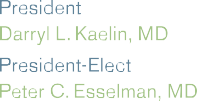 President
Darryl L. Kaelin, MD
President-Elect
Peter C. Esselman, MD